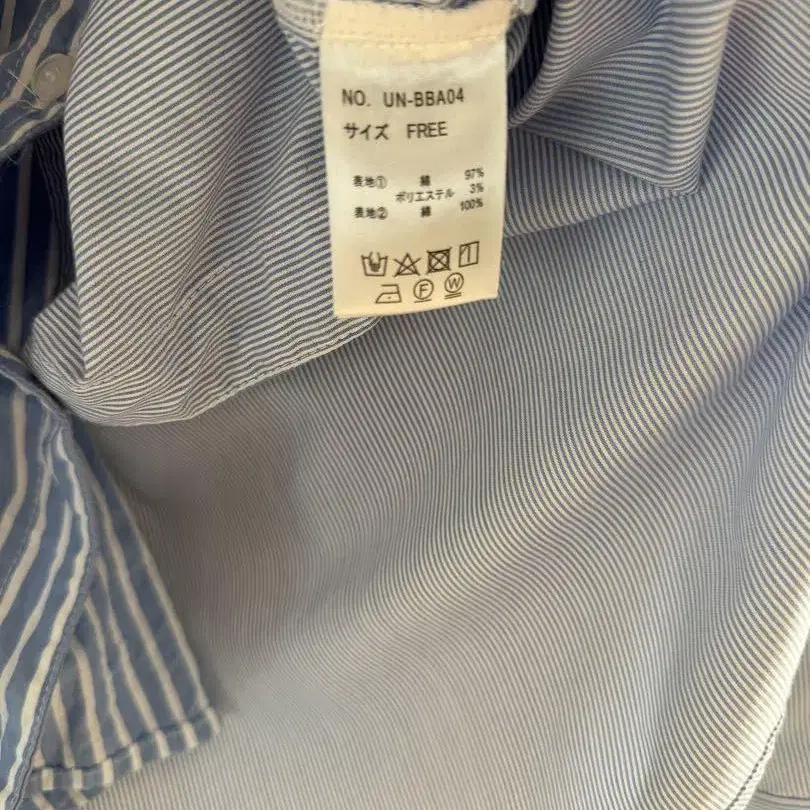 NO. UN-BBA04
サイズ FREE
表地① 綿 97%
ポリエステル 3%
表地② 綿 100%
F W